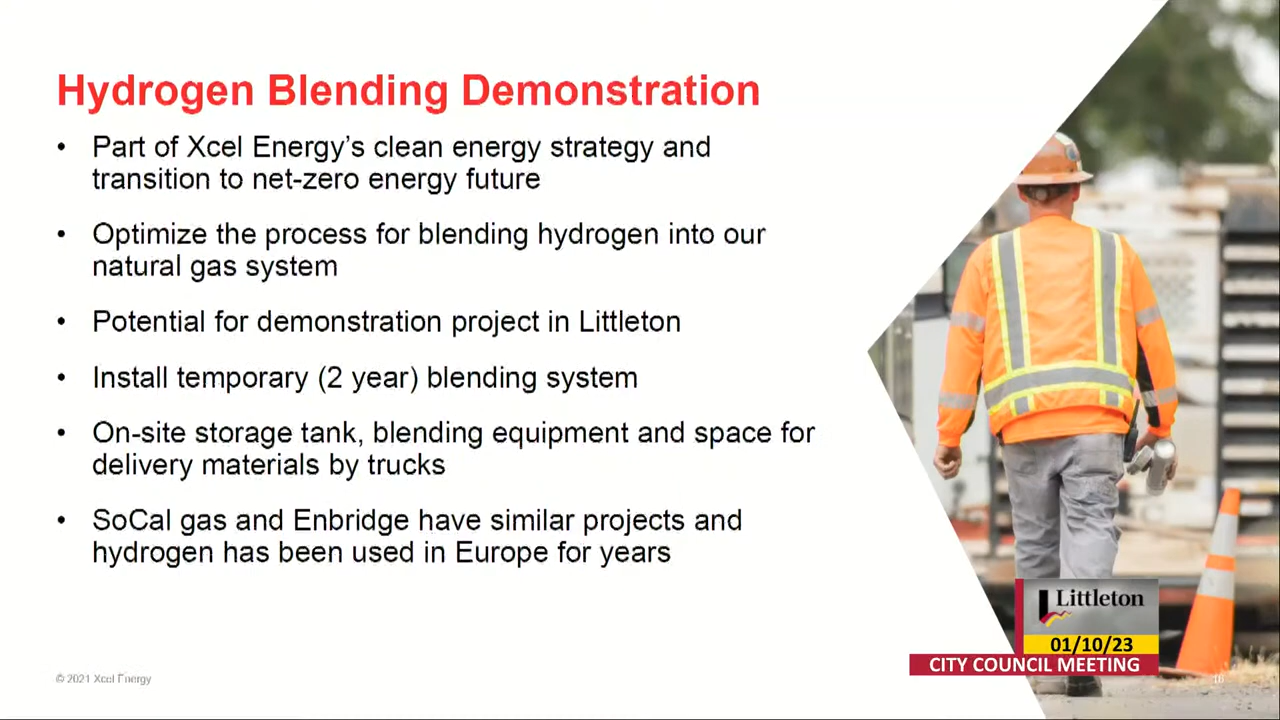 Hydrogen Blending Demonstration
• Part of Xcel Energy's clean energy strategy and
transition to net-zero energy future
• Optimize the process for blending hydrogen into our
natural gas system
• Potential for demonstration project in Littleton
• Install temporary (2 year) blending system
• On-site storage tank, blending equipment and space for
delivery materials by trucks
• SoCal gas and Enbridge have similar projects and
hydrogen has been used in Europe for years
Littleton
01/10/23
CITY COUNCIL MEETING
© 2021 Xcel Energy
16